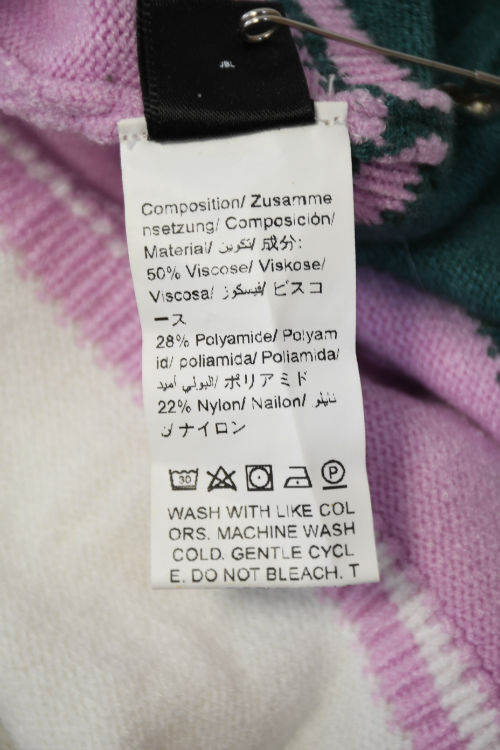 JBL
Composition/ Zusamme
nsetzung/ Composición/
Material/ تكوين/ 成分:
50% Viscose/ Viskose/
Viscosa/ فيسكوز/ ビスコ
ース
28% Polyamide/ Polyam
id/ poliamida/ Poliamida/
البولي أميد/ ポリアミド
22% Nylon/ Nailon/ نايلو
ن/ ナイロン
30 P
WASH WITH LIKE COL
ORS. MACHINE WASH
COLD. GENTLE CYCL
E. DO NOT BLEACH. T